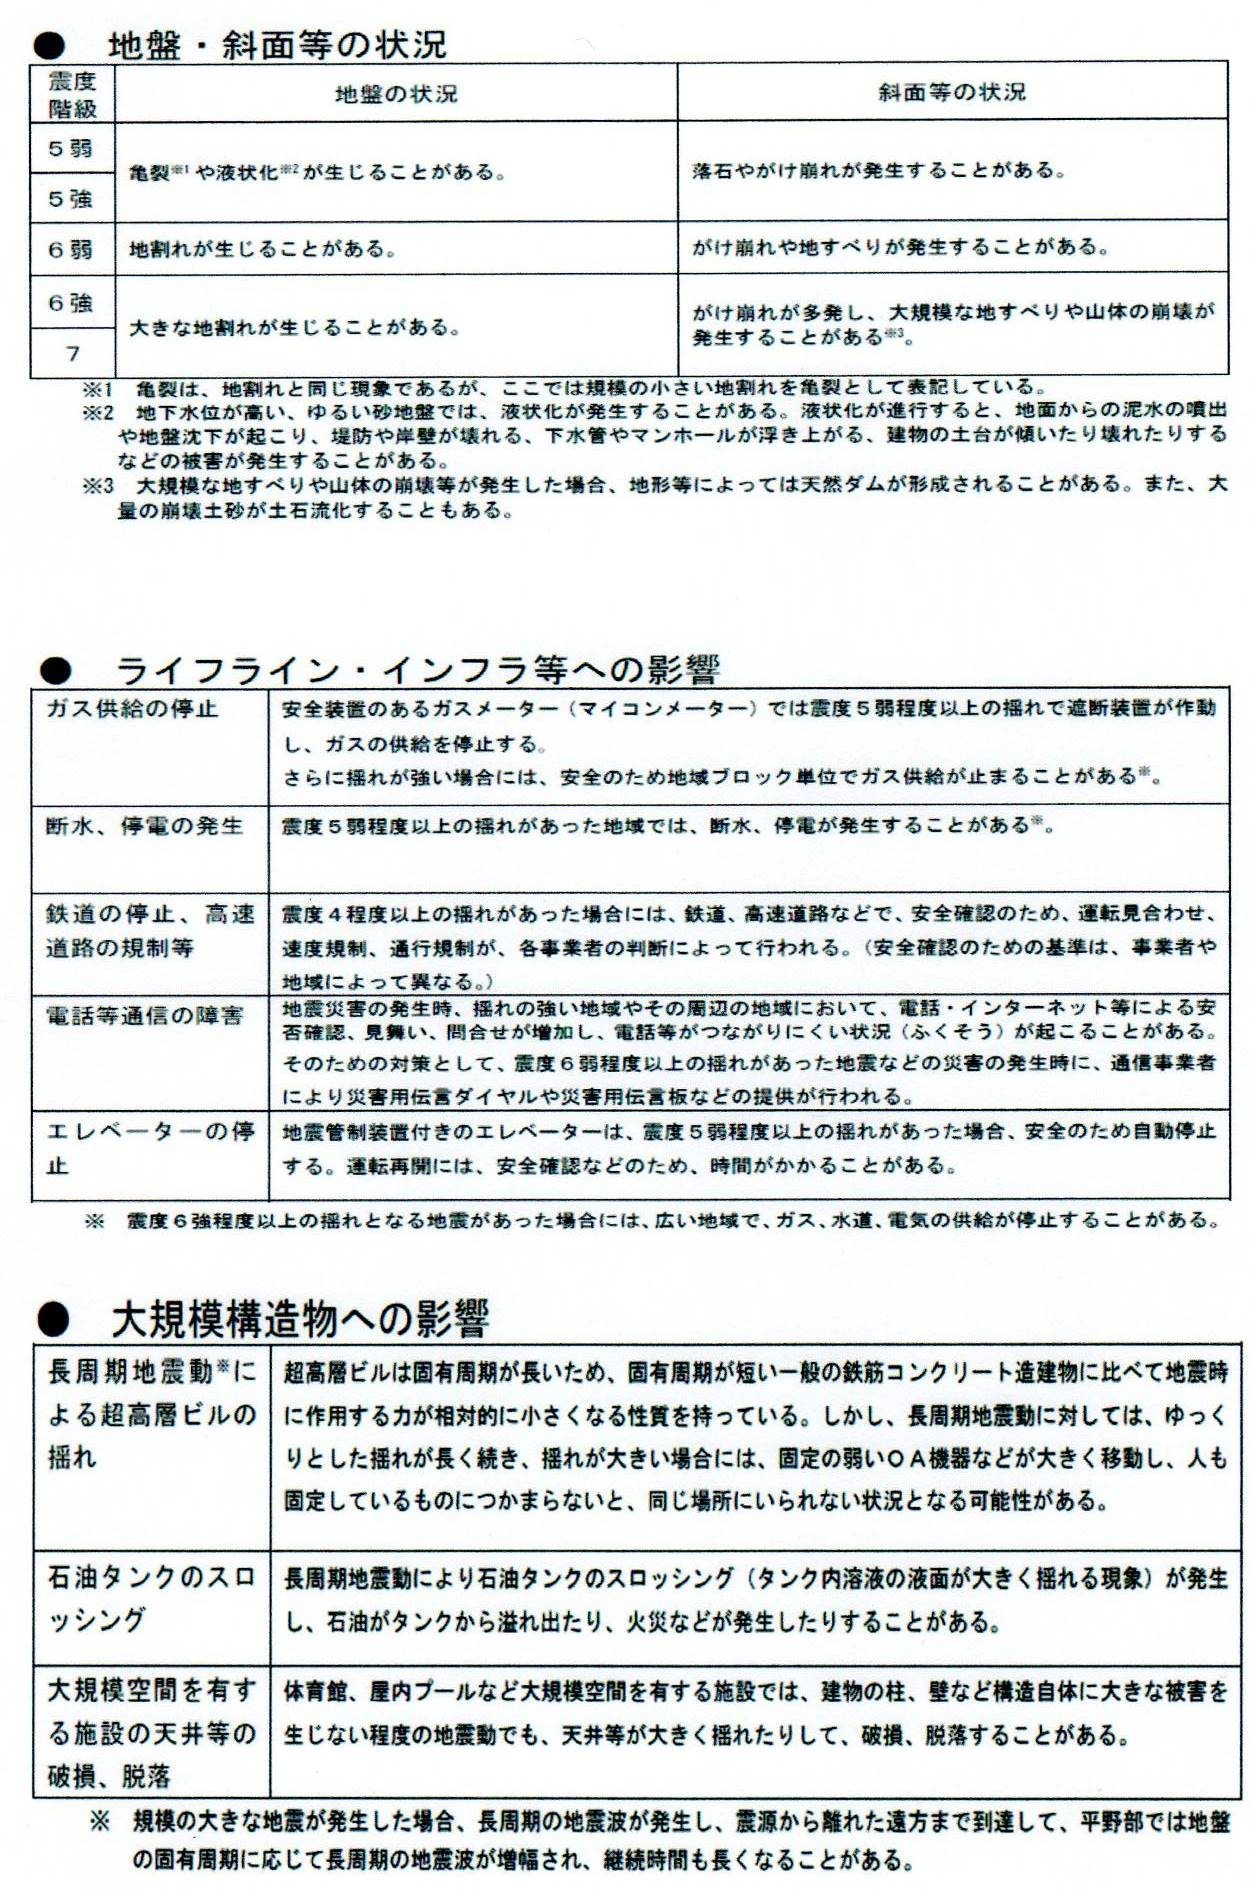 ● 地盤・斜面等の状況
震度
階級
地盤の状況
斜面等の状況
5弱
5強
亀裂※1や液状化※2が生じることがある。
落石やがけ崩れが発生することがある。
6弱
地割れが生じることがある。
がけ崩れや地すべりが発生することがある。
6強
7
大きな地割れが生じることがある。
がけ崩れが多発し、大規模な地すべりや山体の崩壊が
発生することがある※3。
※1 亀裂は、地割れと同じ現象であるが、ここでは規模の小さい地割れを亀裂として表記している。
※2 地下水位が高い、ゆるい砂地盤では、液状化が発生することがある。液状化が進行すると、地面からの泥水の噴出
や地盤沈下が起こり、堤防や岸壁が壊れる、下水管やマンホールが浮き上がる、建物の土台が傾いたり壊れたりする
などの被害が発生することがある。
※3 大規模な地すべりや山体の崩壊等が発生した場合、地形等によっては天然ダムが形成されることがある。また、大
量の崩壊土砂が土石流化することもある。
● ライフライン・インフラ等への影響
ガス供給の停止
安全装置のあるガスメーター（マイコンメーター）では震度5弱程度以上の揺れで遮断装置が作動
し、ガスの供給を停止する。
さらに揺れが強い場合には、安全のため地域ブロック単位でガス供給が止まることがある※。
断水、停電の発生
震度5弱程度以上の揺れがあった地域では、断水、停電が発生することがある※。
鉄道の停止、高速
道路の規制等
震度4程度以上の揺れがあった場合には、鉄道、高速道路などで、安全確認のため、運転見合わせ、
速度規制、通行規制が、各事業者の判断によって行われる。（安全確認のための基準は、事業者や
地域によって異なる。）
電話等通信の障害
地震災害の発生時、揺れの強い地域やその周辺の地域において、電話・インターネット等による安
否確認、見舞い、問合せが増加し、電話等がつながりにくい状況（ふくそう）が起こることがある。
そのための対策として、震度6弱程度以上の揺れがあった地震などの災害の発生時に、通信事業者
により災害用伝言ダイヤルや災害用伝言板などの提供が行われる。
エレベーターの停
止
地震管制装置付きのエレベーターは、震度5弱程度以上の揺れがあった場合、安全のため自動停止
する。運転再開には、安全確認などのため、時間がかかることがある。
※ 震度6強程度以上の揺れとなる地震があった場合には、広い地域で、ガス、水道、電気の供給が停止することがある。
● 大規模構造物への影響
長周期地震動※に
よる超高層ビルの
揺れ
超高層ビルは固有周期が長いため、固有周期が短い一般の鉄筋コンクリート造建物に比べて地震時
に作用する力が相対的に小さくなる性質を持っている。しかし、長周期地震動に対しては、ゆっく
りとした揺れが長く続き、揺れが大きい場合には、固定の弱いOA機器などが大きく移動し、人も
固定しているものにつかまらないと、同じ場所にいられない状況となる可能性がある。
石油タンクのスロ
ッシング
長周期地震動により石油タンクのスロッシング（タンク内溶液の液面が大きく揺れる現象）が発生
し、石油がタンクから溢れ出たり、火災などが発生したりすることがある。
大規模空間を有す
る施設の天井等の
破損、脱落
体育館、屋内プールなど大規模空間を有する施設では、建物の柱、壁など構造自体に大きな被害を
生じない程度の地震動でも、天井等が大きく揺れたりして、破損、脱落することがある。
※ 規模の大きな地震が発生した場合、長周期の地震波が発生し、震源から離れた遠方まで到達して、平野部では地盤
の固有周期に応じて長周期の地震波が増幅され、継続時間も長くなることがある。